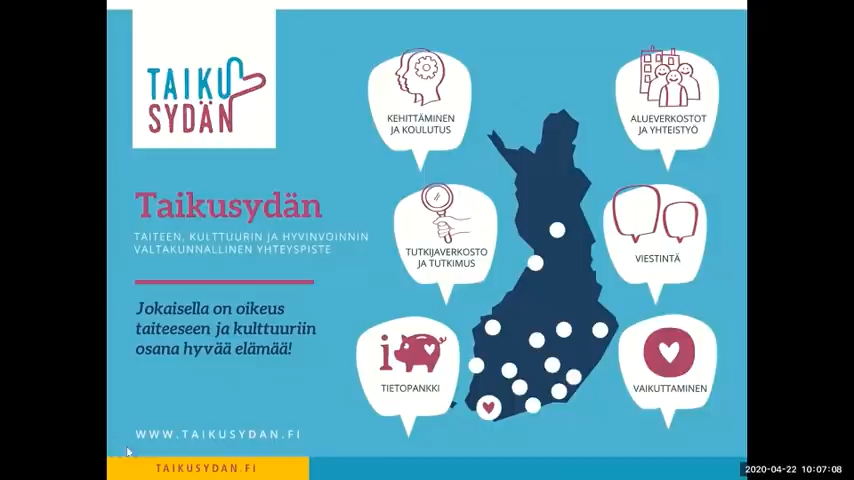 TAIKU
SYDÄN
Taikusydän
TAITEEN, KULTTUURIN JA HYVINVOINNIN
VALTAKUNNALLINEN YHTEYSPISTE
Jokaisella on oikeus
taiteeseen ja kulttuuriin
osana hyvää elämää!
WWW.TAIKUSYDAN.FI
TAIKUSYDAN.FI
KEHITTÄMINEN
JA KOULUTUS
ALUEVERKOSTOT
JA YHTEISTYÖ
TUTKIJAVERKOSTO
JA TUTKIMUS
VIESTINTÄ
i
TIETOPANKKI
VAIKUTTAMINEN
2020-04-22 10:07:08